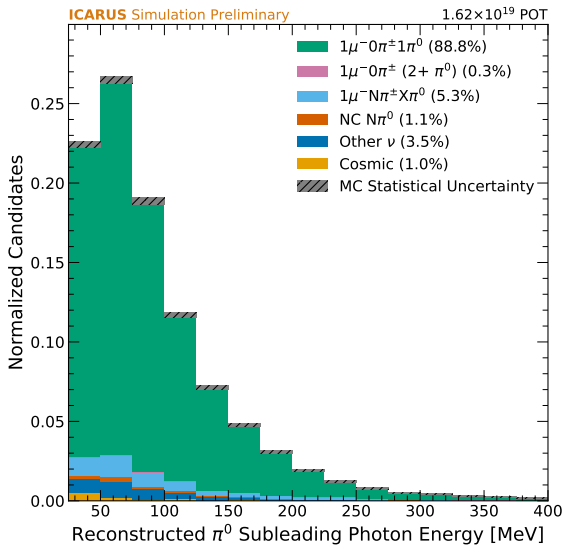 ICARUS Simulation Preliminary
1.62×10¹⁹ POT
1μ⁻0π±1π⁰ (88.8%)
1μ⁻0π± (2+ π⁰) (0.3%)
1μ⁻Nπ±Xπ⁰ (5.3%)
NC Nπ⁰ (1.1%)
Other ν (3.5%)
Cosmic (1.0%)
MC Statistical Uncertainty
Normalized Candidates
0.25
0.20
0.15
0.10
0.05
0.00
50 100 150 200 250 300 350 400
Reconstructed π⁰ Subleading Photon Energy [MeV]